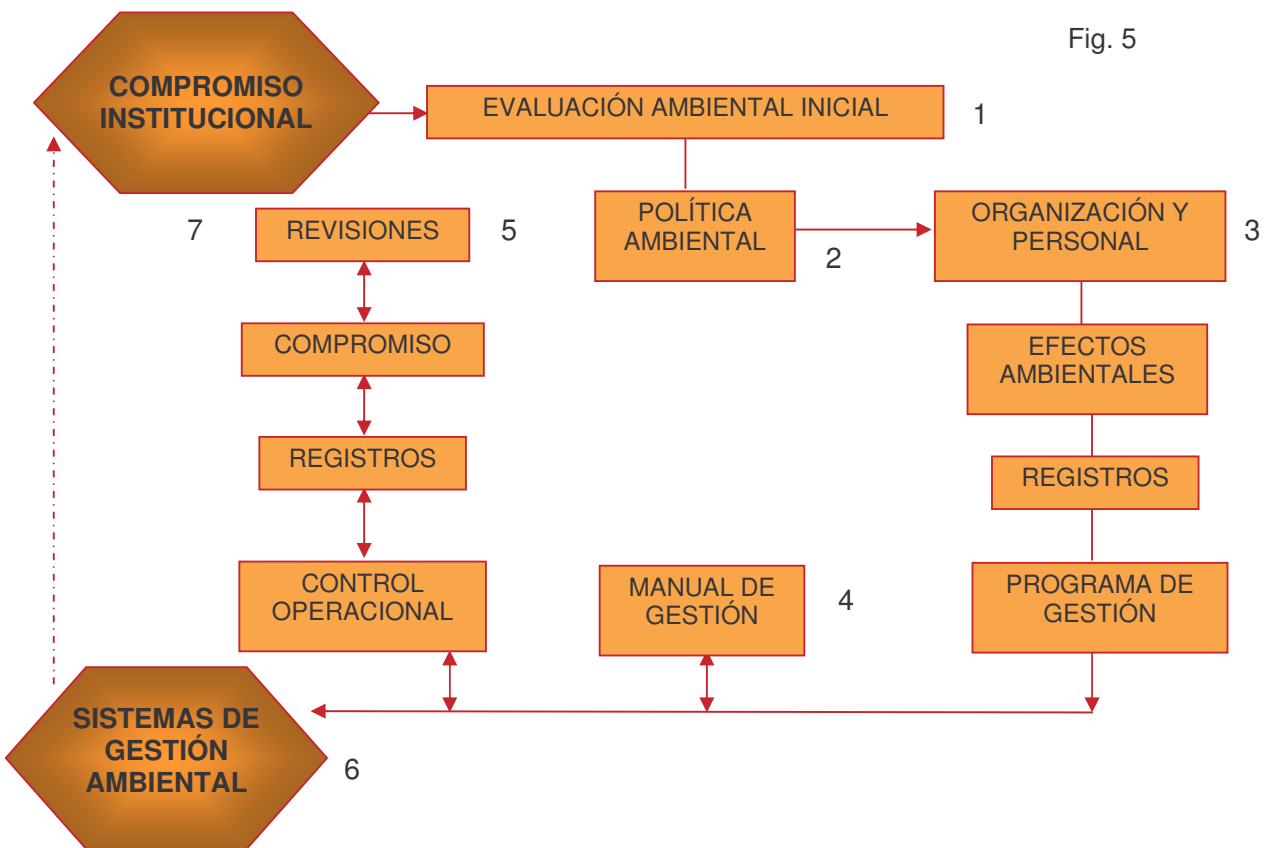 Fig. 5
COMPROMISO
INSTITUCIONAL
EVALUACIÓN AMBIENTAL INICIAL
1
7
REVISIONES
5
POLÍTICA
AMBIENTAL
2
ORGANIZACIÓN Y
PERSONAL
3
COMPROMISO
EFECTOS
AMBIENTALES
REGISTROS
REGISTROS
CONTROL
OPERACIONAL
MANUAL DE
GESTIÓN
4
PROGRAMA DE
GESTIÓN
SISTEMAS DE
GESTIÓN
AMBIENTAL
6